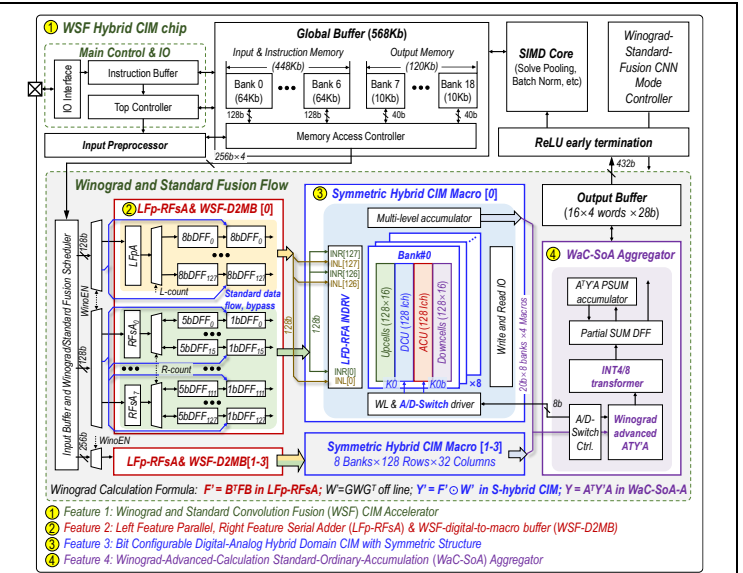 1 WSF Hybrid CIM chip
Main Control & IO
IO Interface
Instruction Buffer
Top Controller
Input Preprocessor
Global Buffer (568Kb)
Input & Instruction Memory
(448Kb)
Output Memory
(120Kb)
Bank 0
(64Kb)
•••
Bank 6
(64Kb)
Bank 7
(10Kb)
•••
Bank 18
(10Kb)
128b
128b
40b
40b
Memory Access Controller
256b×4
SIMD Core
(Solve Pooling,
Batch Norm, etc)
Winograd-
Standard-
Fusion CNN
Mode
Controller
ReLU early termination
432b
Output Buffer
(16×4 words ×28b)
Winograd and Standard Fusion Flow
Input Buffer and Winograd/Standard Fusion Scheduler
128b
WinoEN
128b
256b
WinoEN
2 LFp-RFsA& WSF-D2MB [0]
LFpA
8bDFF0
8bDFF0
•••
8bDFF127
8bDFF127
L-count
Standard data
flow, bypass
RFsA0
5bDFF0
1bDFF0
•••
5bDFF15
1bDFF15
•••
R-count
•••
RFsA7
5bDFF111
1bDFF111
•••
5bDFF127
1bDFF127
LFp-RFsA& WSF-D2MB[1-3]
128b
128b
3 Symmetric Hybrid CIM Macro [0]
Multi-level accumulator
INR[127]
INL[127]
INR[126]
INL[126]
INR[0]
INL[0]
LFD-RFA INDRV
Bank#0
Upcells (128×16)
DCU (128 lch)
ACU (128 lch)
Downcells (128×16)
K0
K0b
×8
Write and Read IO
WL & A/D-Switch driver
20b×8 banks ×4 Macros
8b
Symmetric Hybrid CIM Macro [1-3]
8 Banks×128 Rows×32 Columns
4 WaC-SoA Aggregator
ATY'A PSUM
accumulator
Partial SUM DFF
INT4/8
transformer
A/D-
Switch
Ctrl.
Winograd
advanced
ATY'A
Winograd Calculation Formula: F' = BTFB in LFp-RFsA; W'=GWGT off line; Y' = F'⊙W' in S-hybrid CIM; Y = ATY'A in WaC-SoA-A
1 Feature 1: Winograd and Standard Convolution Fusion (WSF) CIM Accelerator
2 Feature 2: Left Feature Parallel, Right Feature Serial Adder (LFp-RFsA) & WSF-digital-to-macro buffer (WSF-D2MB)
3 Feature 3: Bit Configurable Digital-Analog Hybrid Domain CIM with Symmetric Structure
4 Feature 4: Winograd-Advanced-Calculation Standard-Ordinary-Accumulation (WaC-SoA) Aggregator